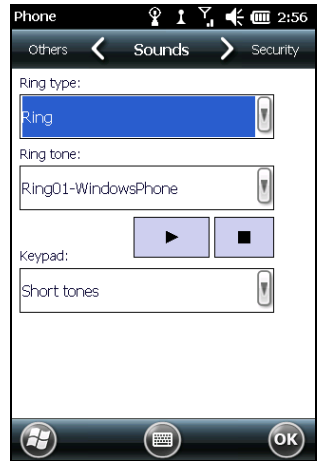 Phone 2:56
Others Sounds Security
Ring type:
Ring
Ring tone:
Ring01-WindowsPhone
Keypad:
Short tones
OK